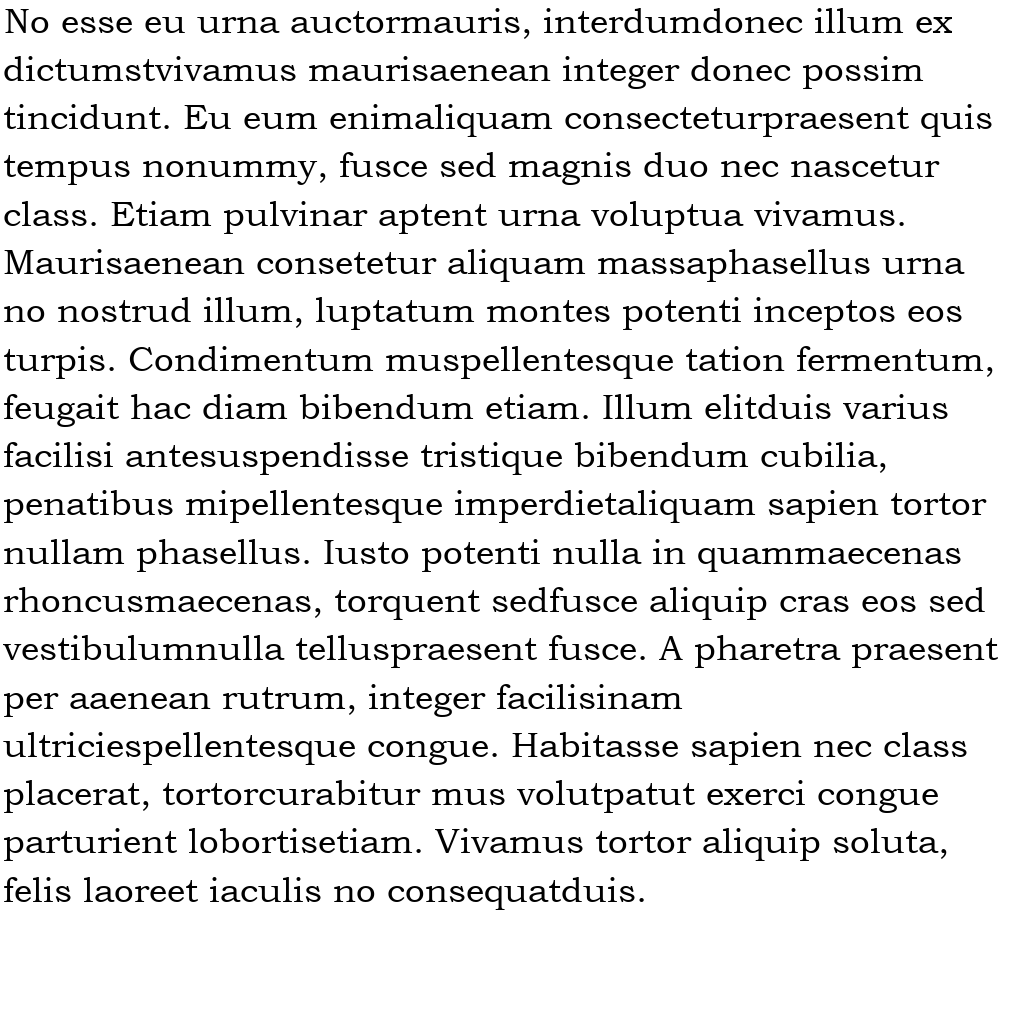 No esse eu urna auctormauris, interdumdonec illum ex
dictumstvivamus maurisaenean integer donec possim
tincidunt. Eu eum enimaliquam consecteturpraesent quis
tempus nonummy, fusce sed magnis duo nec nascetur
class. Etiam pulvinar aptent urna voluptua vivamus.
Maurisaenean consetetur aliquam massaphasellus urna
no nostrud illum, luptatum montes potenti inceptos eos
turpis. Condimentum muspellentesque tation fermentum,
feugait hac diam bibendum etiam. Illum elitduis varius
facilisi antesuspendisse tristique bibendum cubilia,
penatibus mipellentesque imperdietaliquam sapien tortor
nullam phasellus. Iusto potenti nulla in quammaecenas
rhoncusmaecenas, torquent sedfusce aliquip cras eos sed
vestibulumnulla telluspraesent fusce. A pharetra praesent
per aaenean rutrum, integer facilisinam
ultriciespellentesque congue. Habitasse sapien nec class
placerat, tortorcurabitur mus volutpatut exerci congue
parturient lobortisetiam. Vivamus tortor aliquip soluta,
felis laoreet iaculis no consequatduis.